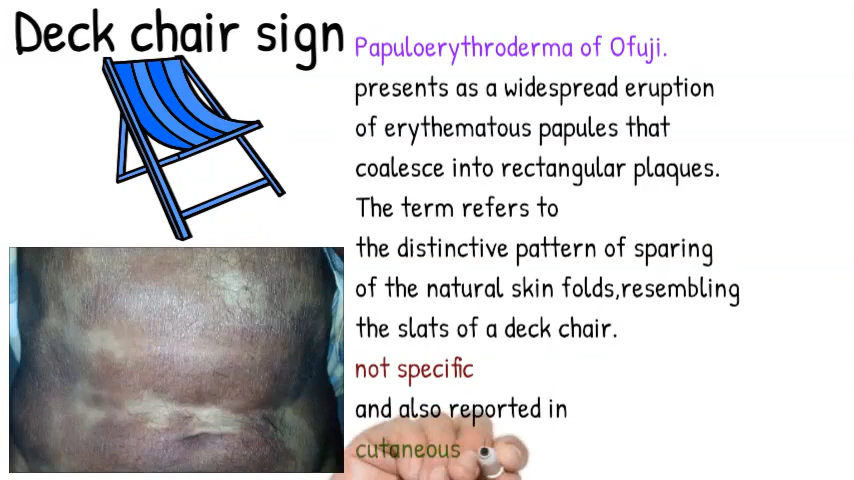 Deck chair sign
Papuloerythroderma of Ofuji.
presents as a widespread eruption
of erythematous papules that
coalesce into rectangular plaques.
The term refers to
the distinctive pattern of sparing
of the natural skin folds,resembling
the slats of a deck chair.
not specific
and also reported in
cutaneous